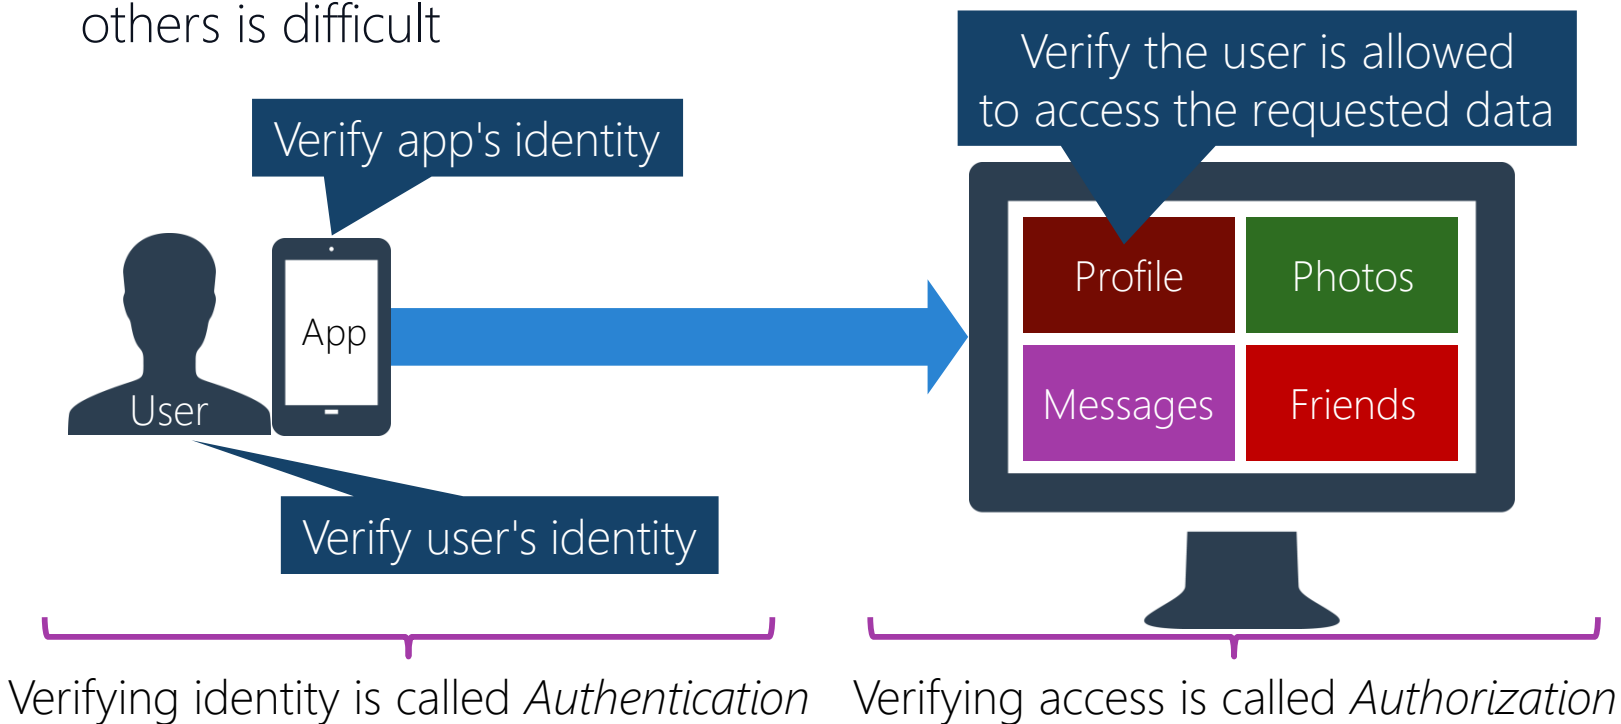 others is difficult
Verify the user is allowed
to access the requested data
Verify app's identity
Profile
Photos
App
Messages
Friends
User
Verify user's identity
Verifying identity is called Authentication
Verifying access is called Authorization